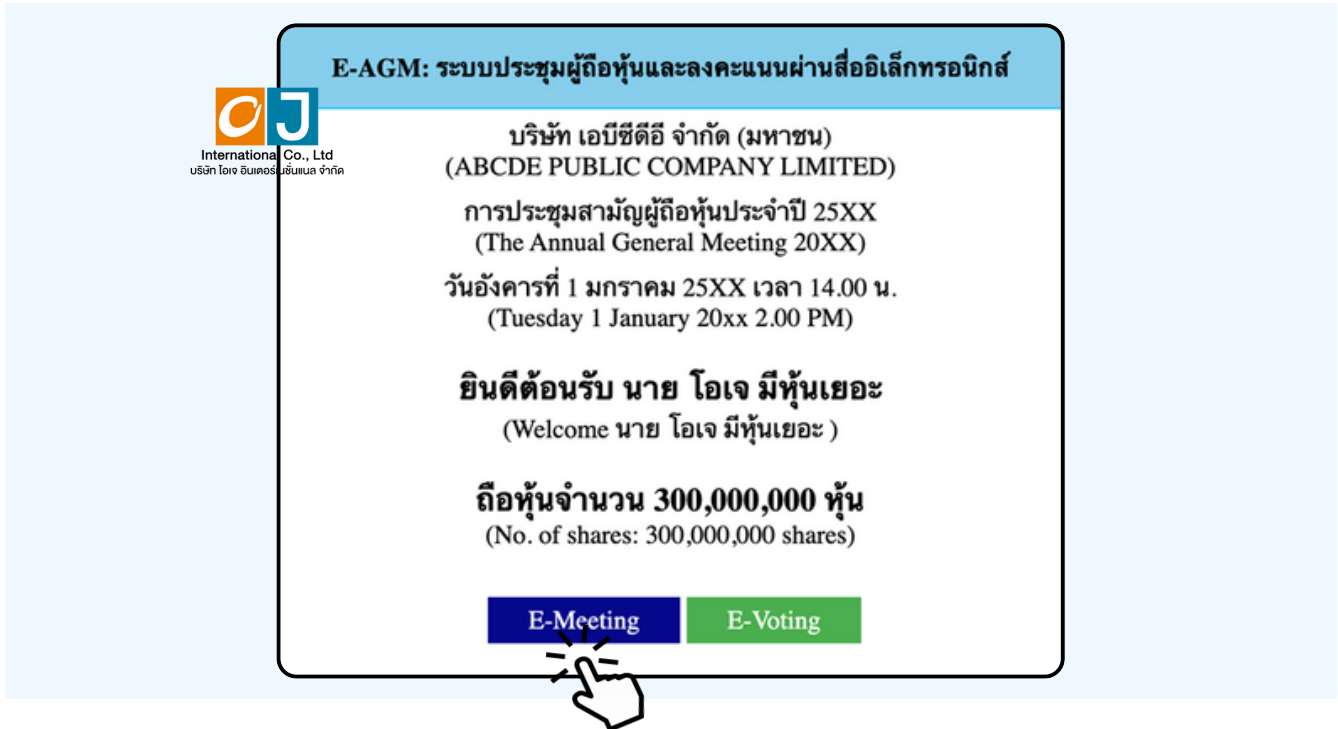 E-AGM: ระบบประชุมผู้ถือหุ้นและลงคะแนนผ่านสื่ออิเล็กทรอนิกส์
OJ
International Co., Ltd
บริษัท โอเจ อินเตอร์เนชั่นแนล จำกัด
บริษัท เอบีซีดีอี จำกัด (มหาชน)
(ABCDE PUBLIC COMPANY LIMITED)
การประชุมสามัญผู้ถือหุ้นประจำปี 25XX
(The Annual General Meeting 20XX)
วันอังคารที่ 1 มกราคม 25XX เวลา 14.00 น.
(Tuesday 1 January 20xx 2.00 PM)
ยินดีต้อนรับ นาย โอเจ มีหุ้นเยอะ
(Welcome นาย โอเจ มีหุ้นเยอะ )
ถือหุ้นจำนวน 300,000,000 หุ้น
(No. of shares: 300,000,000 shares)
E-Meeting E-Voting